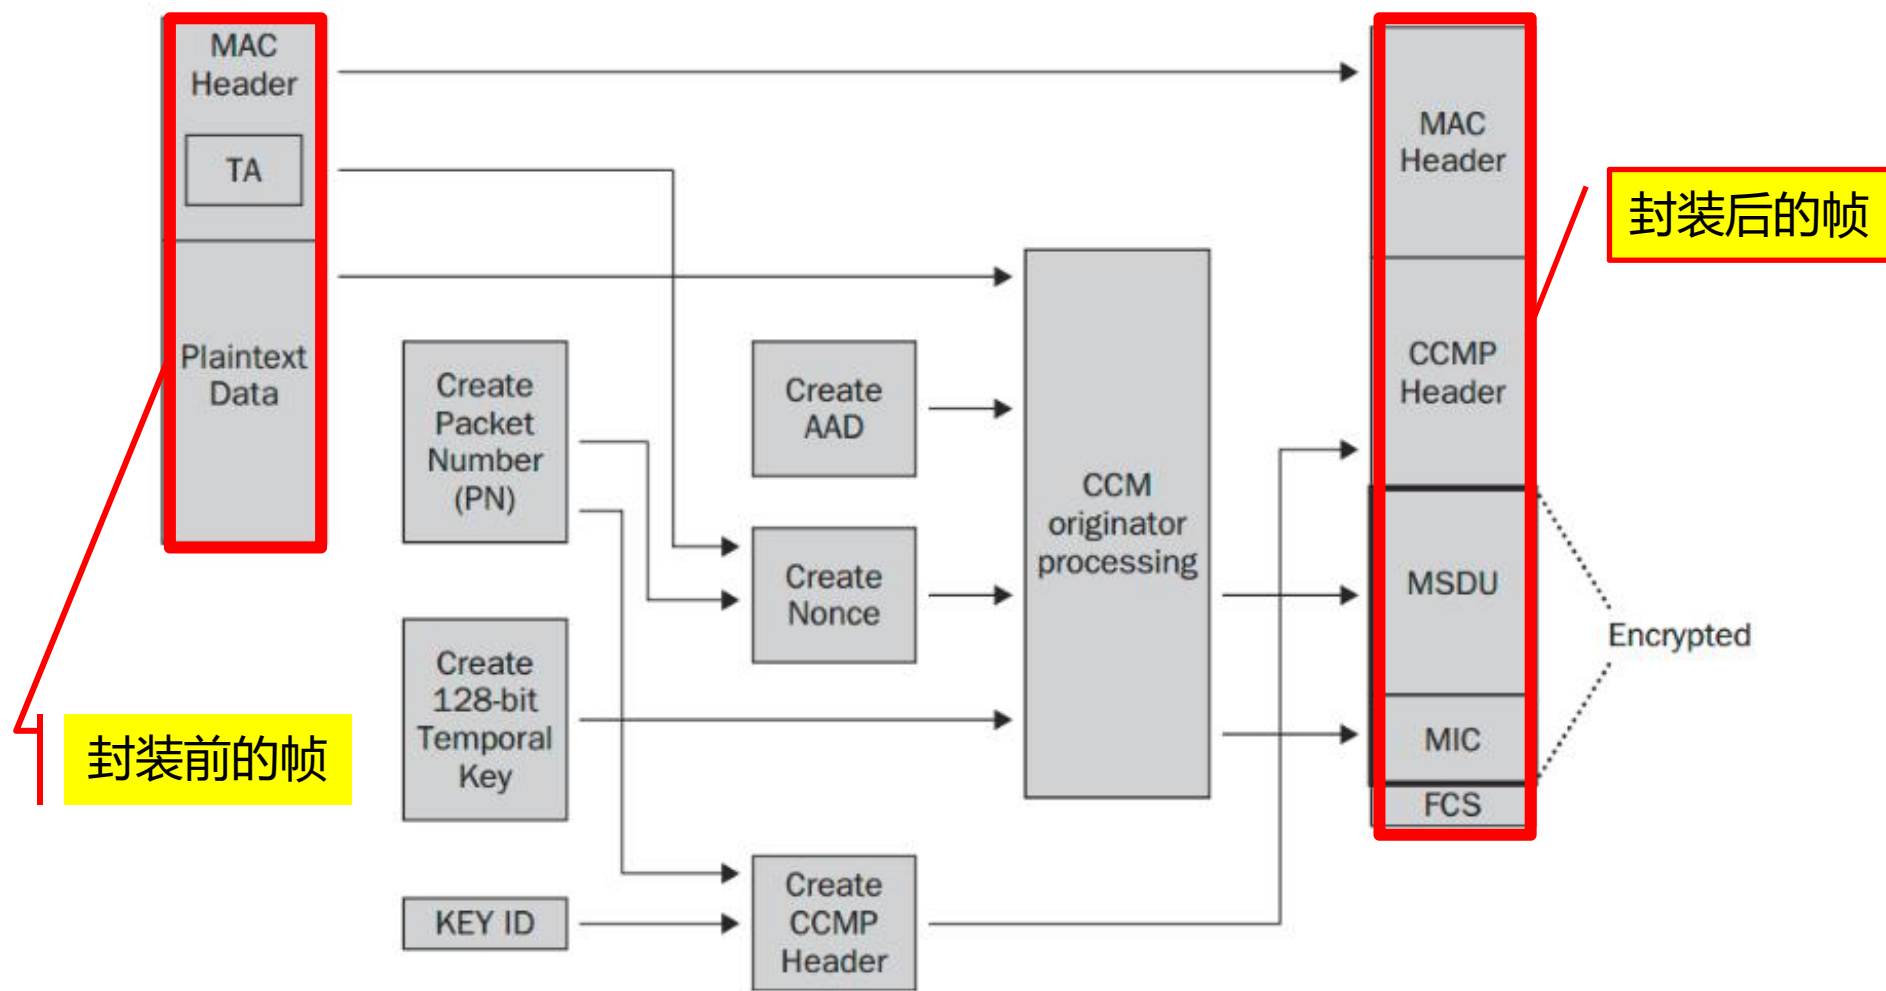 MAC
Header
TA
Plaintext
Data
封装前的帧
Create
Packet
Number
(PN)
Create
128-bit
Temporal
Key
KEY ID
Create
AAD
Create
Nonce
Create
CCMP
Header
CCM
originator
processing
MAC
Header
CCMP
Header
MSDU
MIC
FCS
封装后的帧
Encrypted